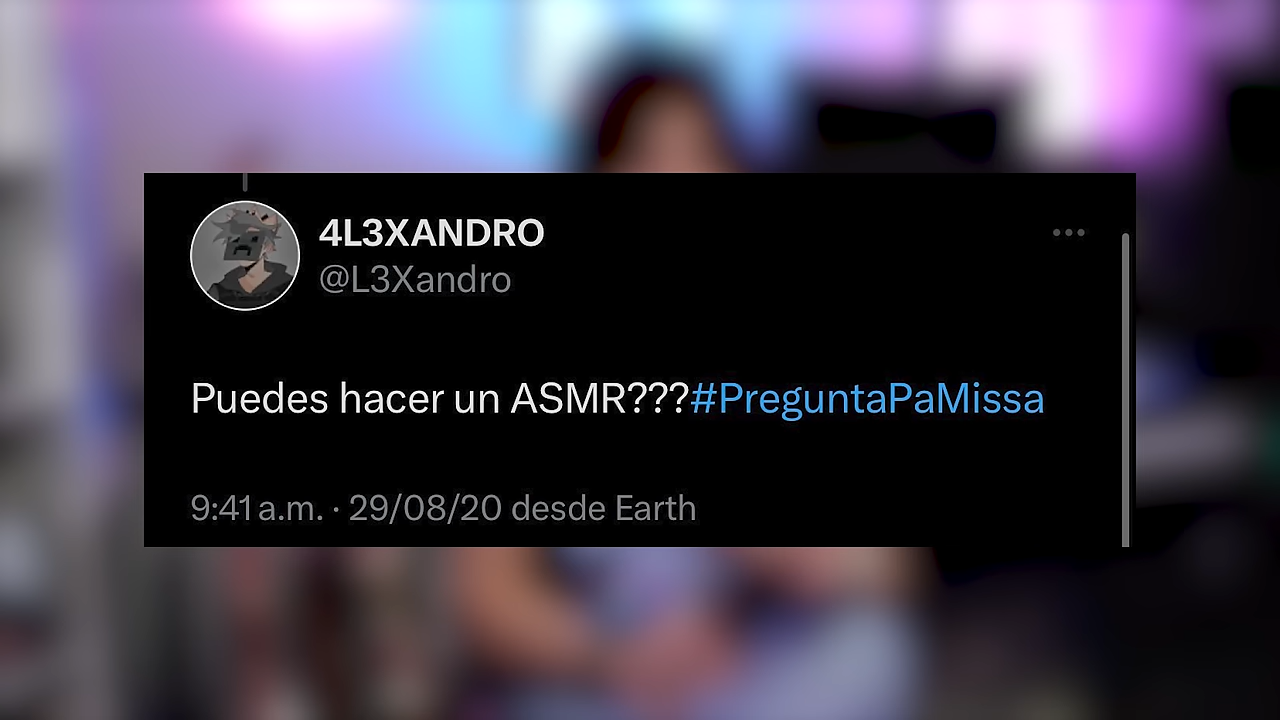 4L3XANDRO
@L3Xandro
Puedes hacer un ASMR???#PreguntaPaMissa
9:41 a.m. · 29/08/20 desde Earth